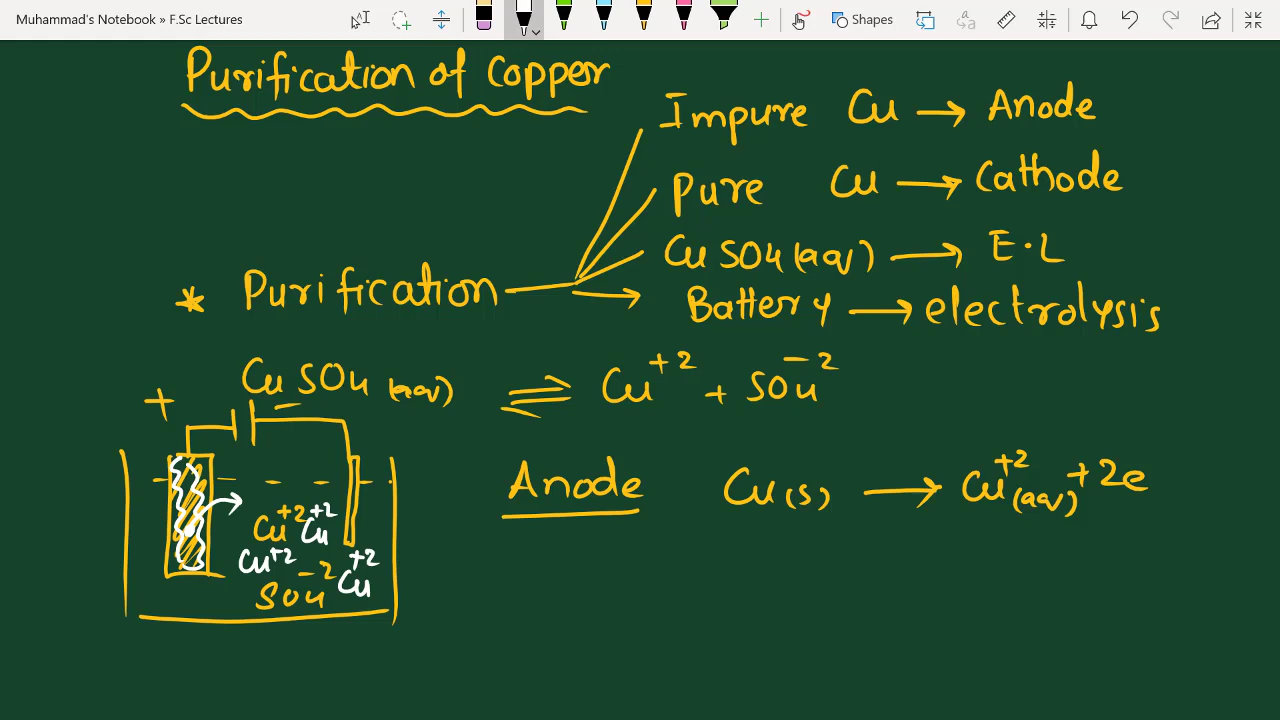 Muhammad's Notebook » F.Sc Lectures
Shapes
Purification of Copper
Impure Cu → Anode
Pure Cu → Cathode
CuSO4(aq) → E.L
* Purification
Battery → electrolysis
CuSO4(aq) ⇌ Cu+2 + SO4−2
+ −
Anode Cu(s) → Cu+2(aq) + 2e
Cu+2 Cu+2
Cu+2 Cu+2
SO4−2